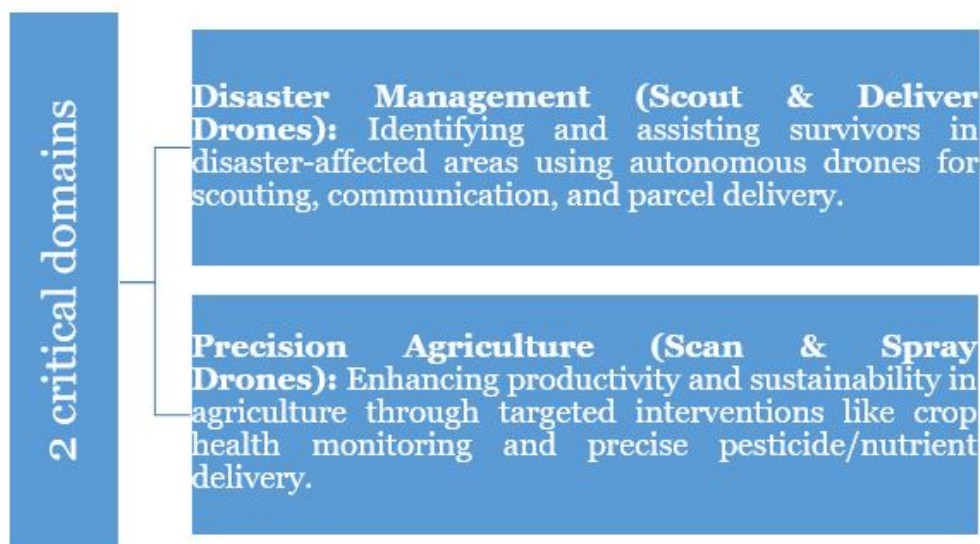 2 critical domains
Disaster Management (Scout & Deliver
Drones): Identifying and assisting survivors in
disaster-affected areas using autonomous drones for
scouting, communication, and parcel delivery.
Precision Agriculture (Scan & Spray
Drones): Enhancing productivity and sustainability in
agriculture through targeted interventions like crop
health monitoring and precise pesticide/nutrient
delivery.